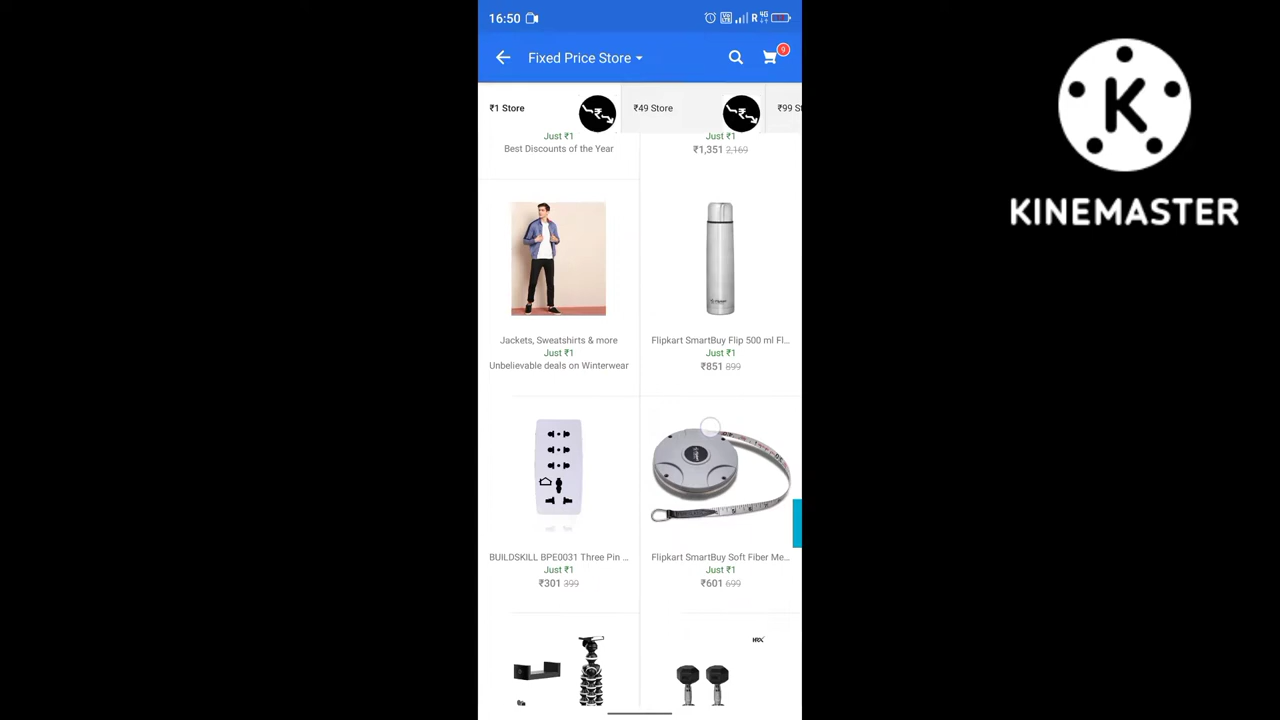 16:50
R 4G
Fixed Price Store
9
₹1 Store
₹49 Store
₹99 St
Just ₹1
Best Discounts of the Year
Just ₹1
₹1,351 2,169
Jackets, Sweatshirts & more
Just ₹1
Unbelievable deals on Winterwear
Flipkart SmartBuy Flip 500 ml Fl...
Just ₹1
₹851 899
BUILDSKILL BPE0031 Three Pin ...
Just ₹1
₹301 399
Flipkart SmartBuy Soft Fiber Me...
Just ₹1
₹601 699
HRX
K
KINEMASTER